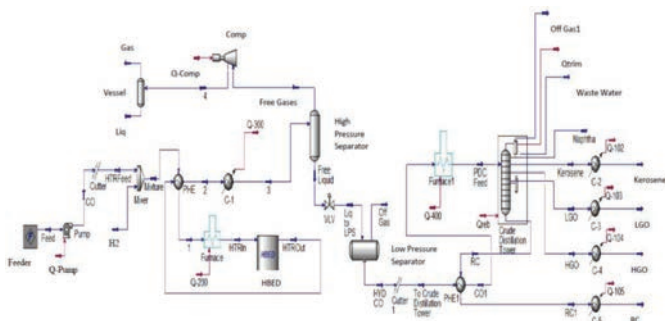 Off Gas1
Qtrim
Waste Water
Naphtha
Gas
Comp
Q-Comp
Vessel
4
Free Gases
Liq
High
Pressure
Separator
Q-300
HTRFeed
Cutter
CO
Mixture
Mixer
PHE
2
C-1
3
Free
Liquid
VLV
Liq
to
LPS
Off
Gas
Furnace1
PDC
Feed
Q-400
Qreb
Crude
Distillation
Tower
Kerosene
Q-102
C-2
Kerosene
LGO
Q-103
C-3
LGO
HGO
Q-104
C-4
HGO
Feeder
Feed
Pump
Q-Pump
H2
1
Furnace
Q-200
HTRIn
HBED
HTROut
HBED
Low Pressure
Separator
HYD
CO
Cutter
1
To Crude
Distillation
Tower
PHE1
RC
CO1
RC1
Q-105
C-5